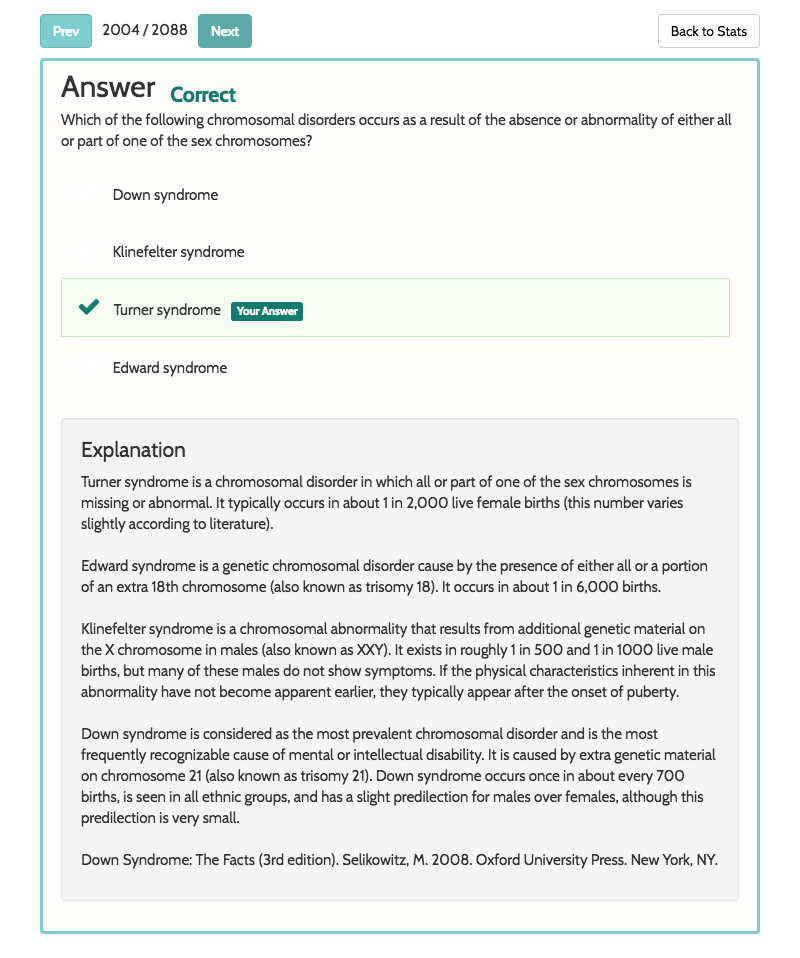 Prev 2004 / 2088 Next Back to Stats
Answer Correct
Which of the following chromosomal disorders occurs as a result of the absence or abnormality of either all
or part of one of the sex chromosomes?
Down syndrome
Klinefelter syndrome
Turner syndrome Your Answer
Edward syndrome
Explanation
Turner syndrome is a chromosomal disorder in which all or part of one of the sex chromosomes is
missing or abnormal. It typically occurs in about 1 in 2,000 live female births (this number varies
slightly according to literature).
Edward syndrome is a genetic chromosomal disorder cause by the presence of either all or a portion
of an extra 18th chromosome (also known as trisomy 18). It occurs in about 1 in 6,000 births.
Klinefelter syndrome is a chromosomal abnormality that results from additional genetic material on
the X chromosome in males (also known as XXY). It exists in roughly 1 in 500 and 1 in 1000 live male
births, but many of these males do not show symptoms. If the physical characteristics inherent in this
abnormality have not become apparent earlier, they typically appear after the onset of puberty.
Down syndrome is considered as the most prevalent chromosomal disorder and is the most
frequently recognizable cause of mental or intellectual disability. It is caused by extra genetic material
on chromosome 21 (also known as trisomy 21). Down syndrome occurs once in about every 700
births, is seen in all ethnic groups, and has a slight predilection for males over females, although this
predilection is very small.
Down Syndrome: The Facts (3rd edition). Selikowitz, M. 2008. Oxford University Press. New York, NY.